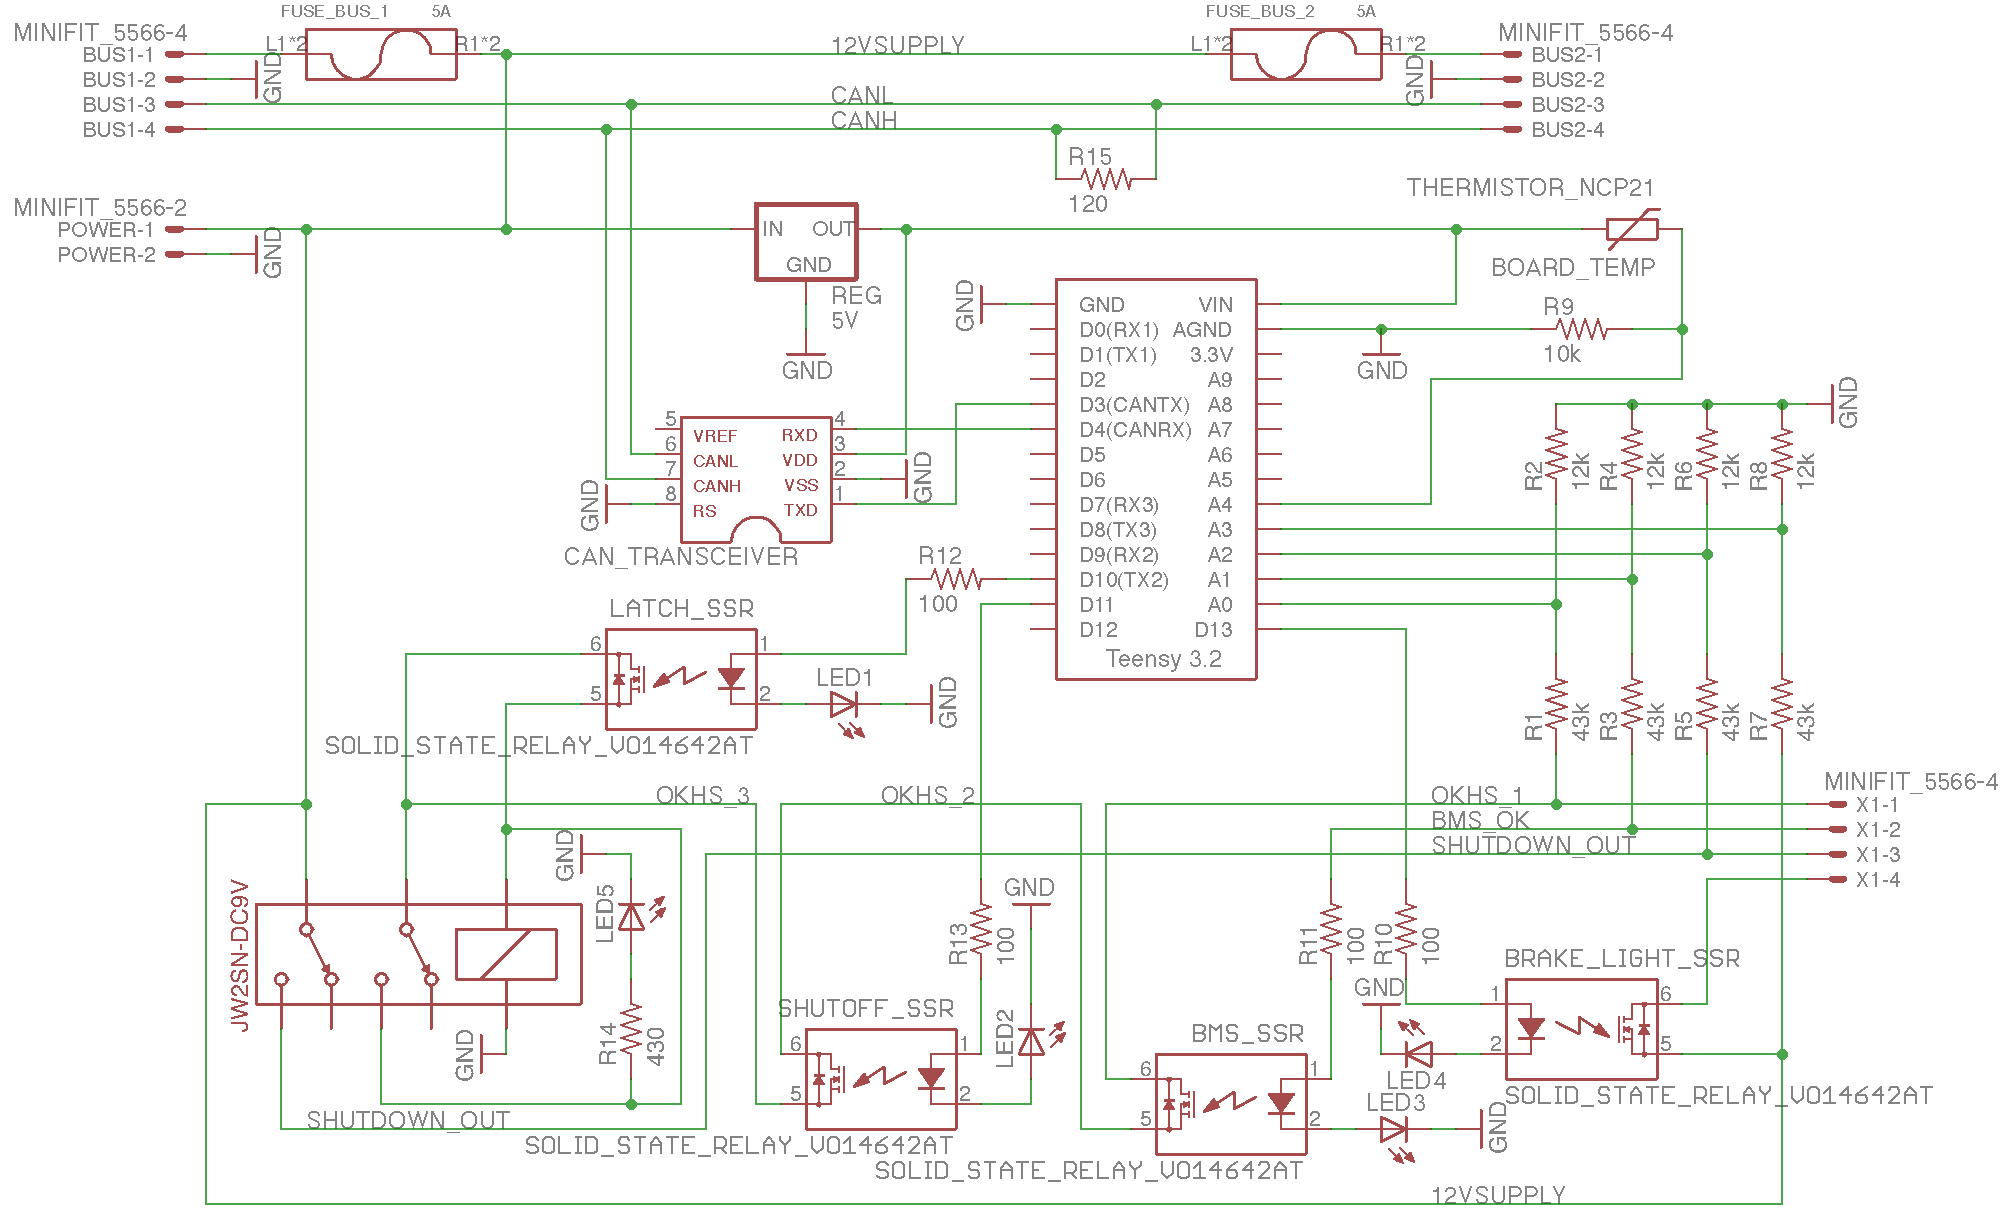 FUSE_BUS_1 5A
FUSE_BUS_2 5A
MINIFIT_5566-4
MINIFIT_5566-4
BUS1-1
L1*2
R1*2
12VSUPPLY
L1*2
R1*2
BUS2-1
BUS1-2
GND
GND
BUS2-2
BUS1-3
CANL
BUS2-3
BUS1-4
CANH
BUS2-4
R15
120
THERMISTOR_NCP21
BOARD_TEMP
MINIFIT_5566-2
POWER-1
POWER-2
GND
IN OUT
GND
REG
5V
GND
GND
GND VIN
D0(RX1) AGND
D1(TX1) 3.3V
D2 A9
D3(CANTX) A8
D4(CANRX) A7
D5 A6
D6 A5
D7(RX3) A4
D8(TX3) A3
D9(RX2) A2
D10(TX2) A1
D11 A0
D12 D13
Teensy 3.2
R9
10k
GND
GND
R2
12k
R4
12k
R6
12k
R8
12k
5 VREF RXD 4
6 CANL VDD 3
7 CANH VSS 2
8 RS TXD 1
GND
GND
CAN_TRANSCEIVER
R12
100
LATCH_SSR
6
1
5
2
LED1
GND
SOLID_STATE_RELAY_VO14642AT
R1
43k
R3
43k
R5
43k
R7
43k
MINIFIT_5566-4
OKHS_3
OKHS_2
OKHS_1
X1-1
BMS_OK
X1-2
SHUTDOWN_OUT
X1-3
X1-4
GND
JW2SN-DC9V
LED5
R14
430
GND
SHUTDOWN_OUT
GND
R13
100
LED2
SHUTOFF_SSR
6
1
5
2
SOLID_STATE_RELAY_VO14642AT
R11
100
R10
100
BMS_SSR
6
1
5
2
SOLID_STATE_RELAY_VO14642AT
GND
LED4
LED3
GND
BRAKE_LIGHT_SSR
1
6
2
5
SOLID_STATE_RELAY_VO14642AT
12VSUPPLY